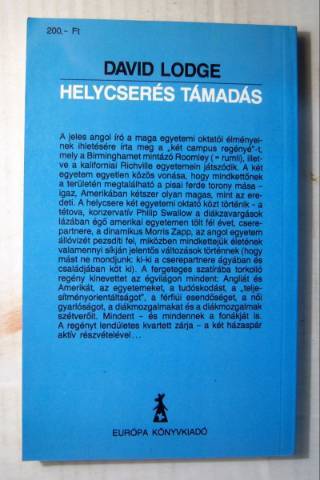 200.- Ft
DAVID LODGE
HELYCSERÉS TÁMADÁS
A jeles angol író a maga egyetemi oktatói élményei-
nek ihletésére írta meg a „két campus regényé"-t,
mely a Birminghamet mintázó Roomley (= rumli), illet-
ve a kaliforniai Richville egyetemein játszódik. A két
egyetem egyetlen közös vonása, hogy mindkettőnek
a területén megtalálható a pisai ferde torony mása –
igaz, Amerikában kétszer olyan magas, mint az ere-
deti. A helycsere két egyetemi oktató közt történik - a
tétova, konzervatív Philip Swallow a diákzavargások
lázában égő amerikai egyetemen tölt fél évet, csere-
partnere, a dinamikus Morris Zapp, az angol egyetem
állóvizét pezsdíti fel, miközben mindkettejük életének
valamennyi síkján jelentős változások történnek (hogy
mást ne mondjunk: ki-ki a cserepartnere ágyában és
családjában köt ki). A fergeteges szatírába torkolló
regény kinevettet az égvilágon mindent: Angliát és
Amerikát, az egyetemeket, a tudóskodást, a „telje-
sítményorientáltságot", a férfiúi esendőséget, a női
gyarlóságot, a diákmozgalmakat és a diákmozgalmak
szétverőit. Mindent – és mindennek a fonákját is.
A regényt lendületes kvartett zárja – a két házaspár
aktív részvételével...
EURÓPA KÖNYVKIADÓ